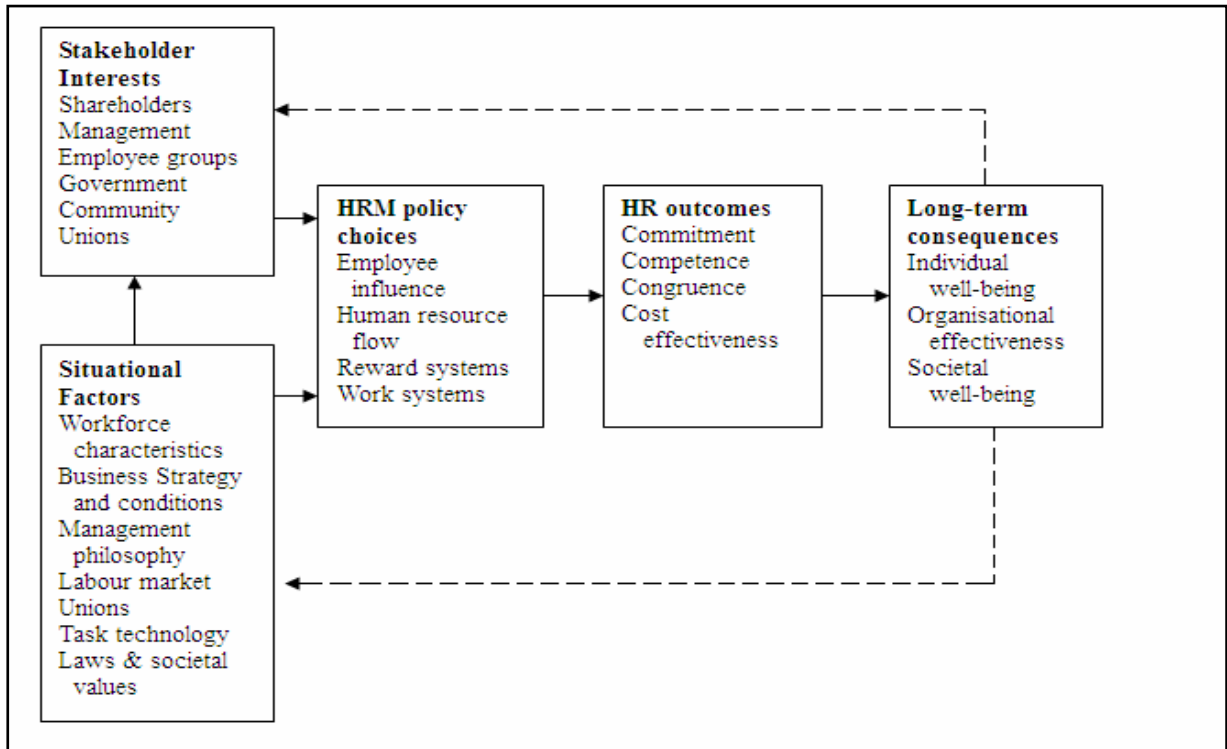 Stakeholder
Interests
Shareholders
Management
Employee groups
Government
Community
Unions
Situational
Factors
Workforce
characteristics
Business Strategy
and conditions
Management
philosophy
Labour market
Unions
Task technology
Laws & societal
values
HRM policy
choices
Employee
influence
Human resource
flow
Reward systems
Work systems
HR outcomes
Commitment
Competence
Congruence
Cost
effectiveness
Long-term
consequences
Individual
well-being
Organisational
effectiveness
Societal
well-being